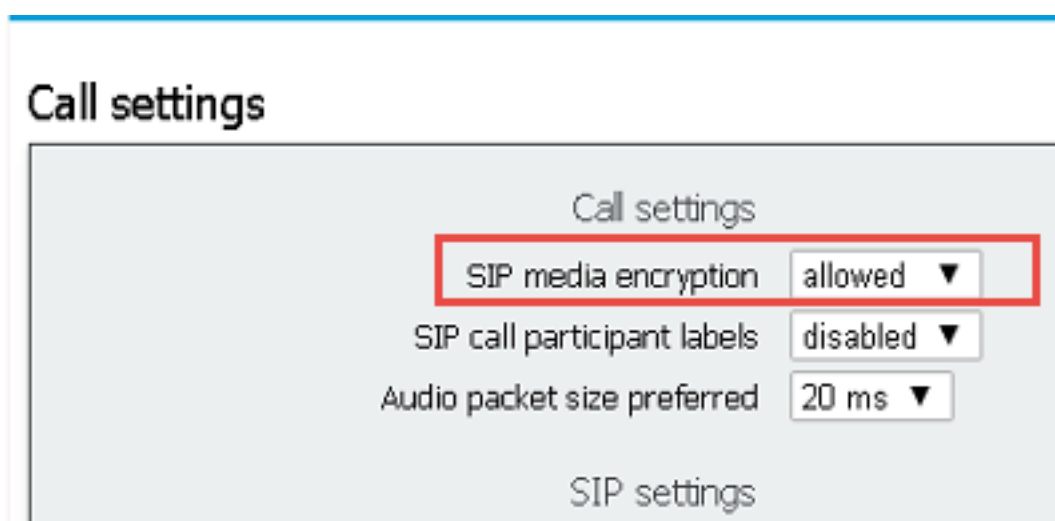 Call settings
Call settings
SIP media encryption allowed ▼
SIP call participant labels disabled ▼
Audio packet size preferred 20 ms ▼
SIP settings